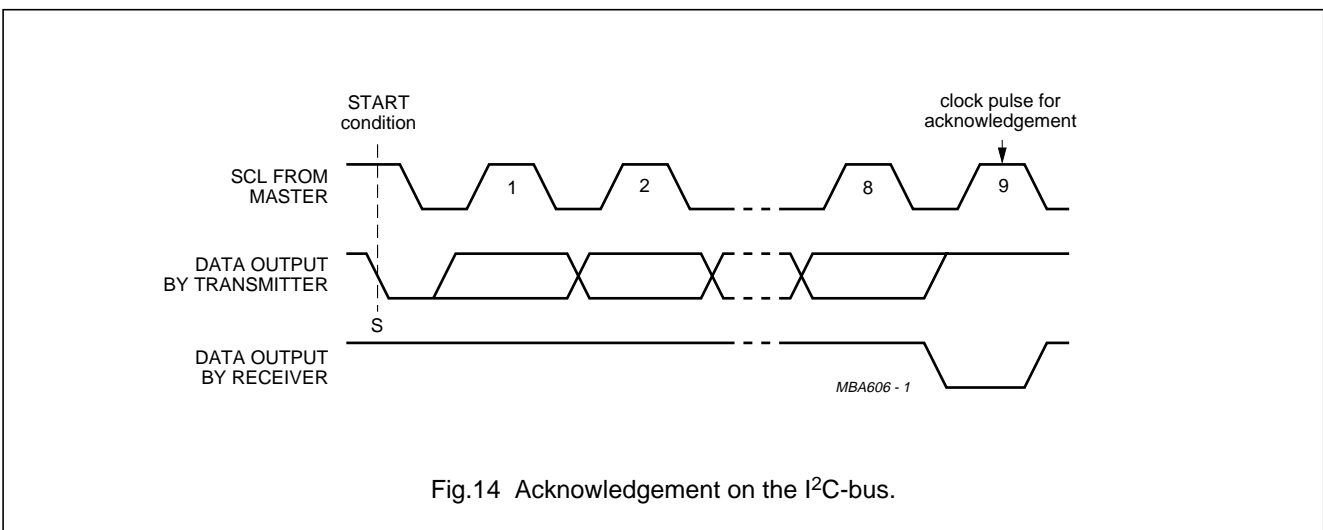 START
condition
clock pulse for
acknowledgement
SCL FROM
MASTER
1
2
8
9
DATA OUTPUT
BY TRANSMITTER
S
DATA OUTPUT
BY RECEIVER
MBA606 - 1
Fig.14 Acknowledgement on the I²C-bus.